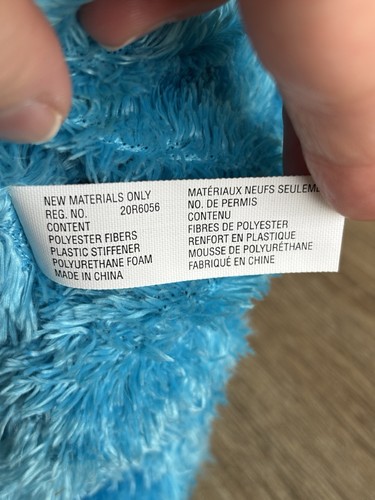 NEW MATERIALS ONLY
REG. NO. 20R6056
CONTENT
POLYESTER FIBERS
PLASTIC STIFFENER
POLYURETHANE FOAM
MADE IN CHINA
MATÉRIAUX NEUFS
NO. DE PERMIS
CONTENU
FIBRES DE POLYESTER
RENFORT EN PLASTIQUE
MOUSSE DE POLYURÉTHANE
FABRIQUÉ EN CHINE